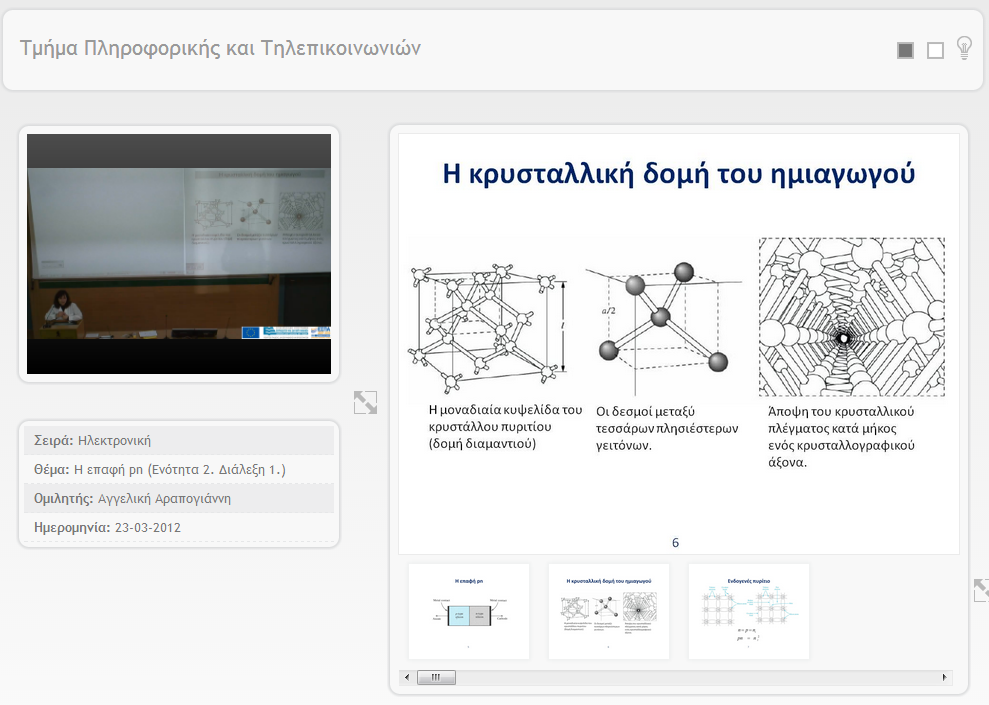 Τμήμα Πληροφορικής και Τηλεπικοινωνιών
Σειρά: Ηλεκτρονική
Θέμα: Η επαφή pn (Ενότητα 2. Διάλεξη 1.)
Ομιλητής: Αγγελική Αραπογιάννη
Ημερομηνία: 23-03-2012
Η κρυσταλλική δομή του ημιαγωγού
l
a/2
Η μοναδιαία κυψελίδα του
κρυστάλλου πυριτίου
(δομή διαμαντιού)
Οι δεσμοί μεταξύ
τεσσάρων πλησιέστερων
γειτόνων.
Άποψη του κρυσταλλικού
πλέγματος κατά μήκος
ενός κρυσταλλογραφικού
άξονα.
6
Η επαφή pn
Η κρυσταλλική δομή του ημιαγωγού
Ενδογενές πυρίτιο